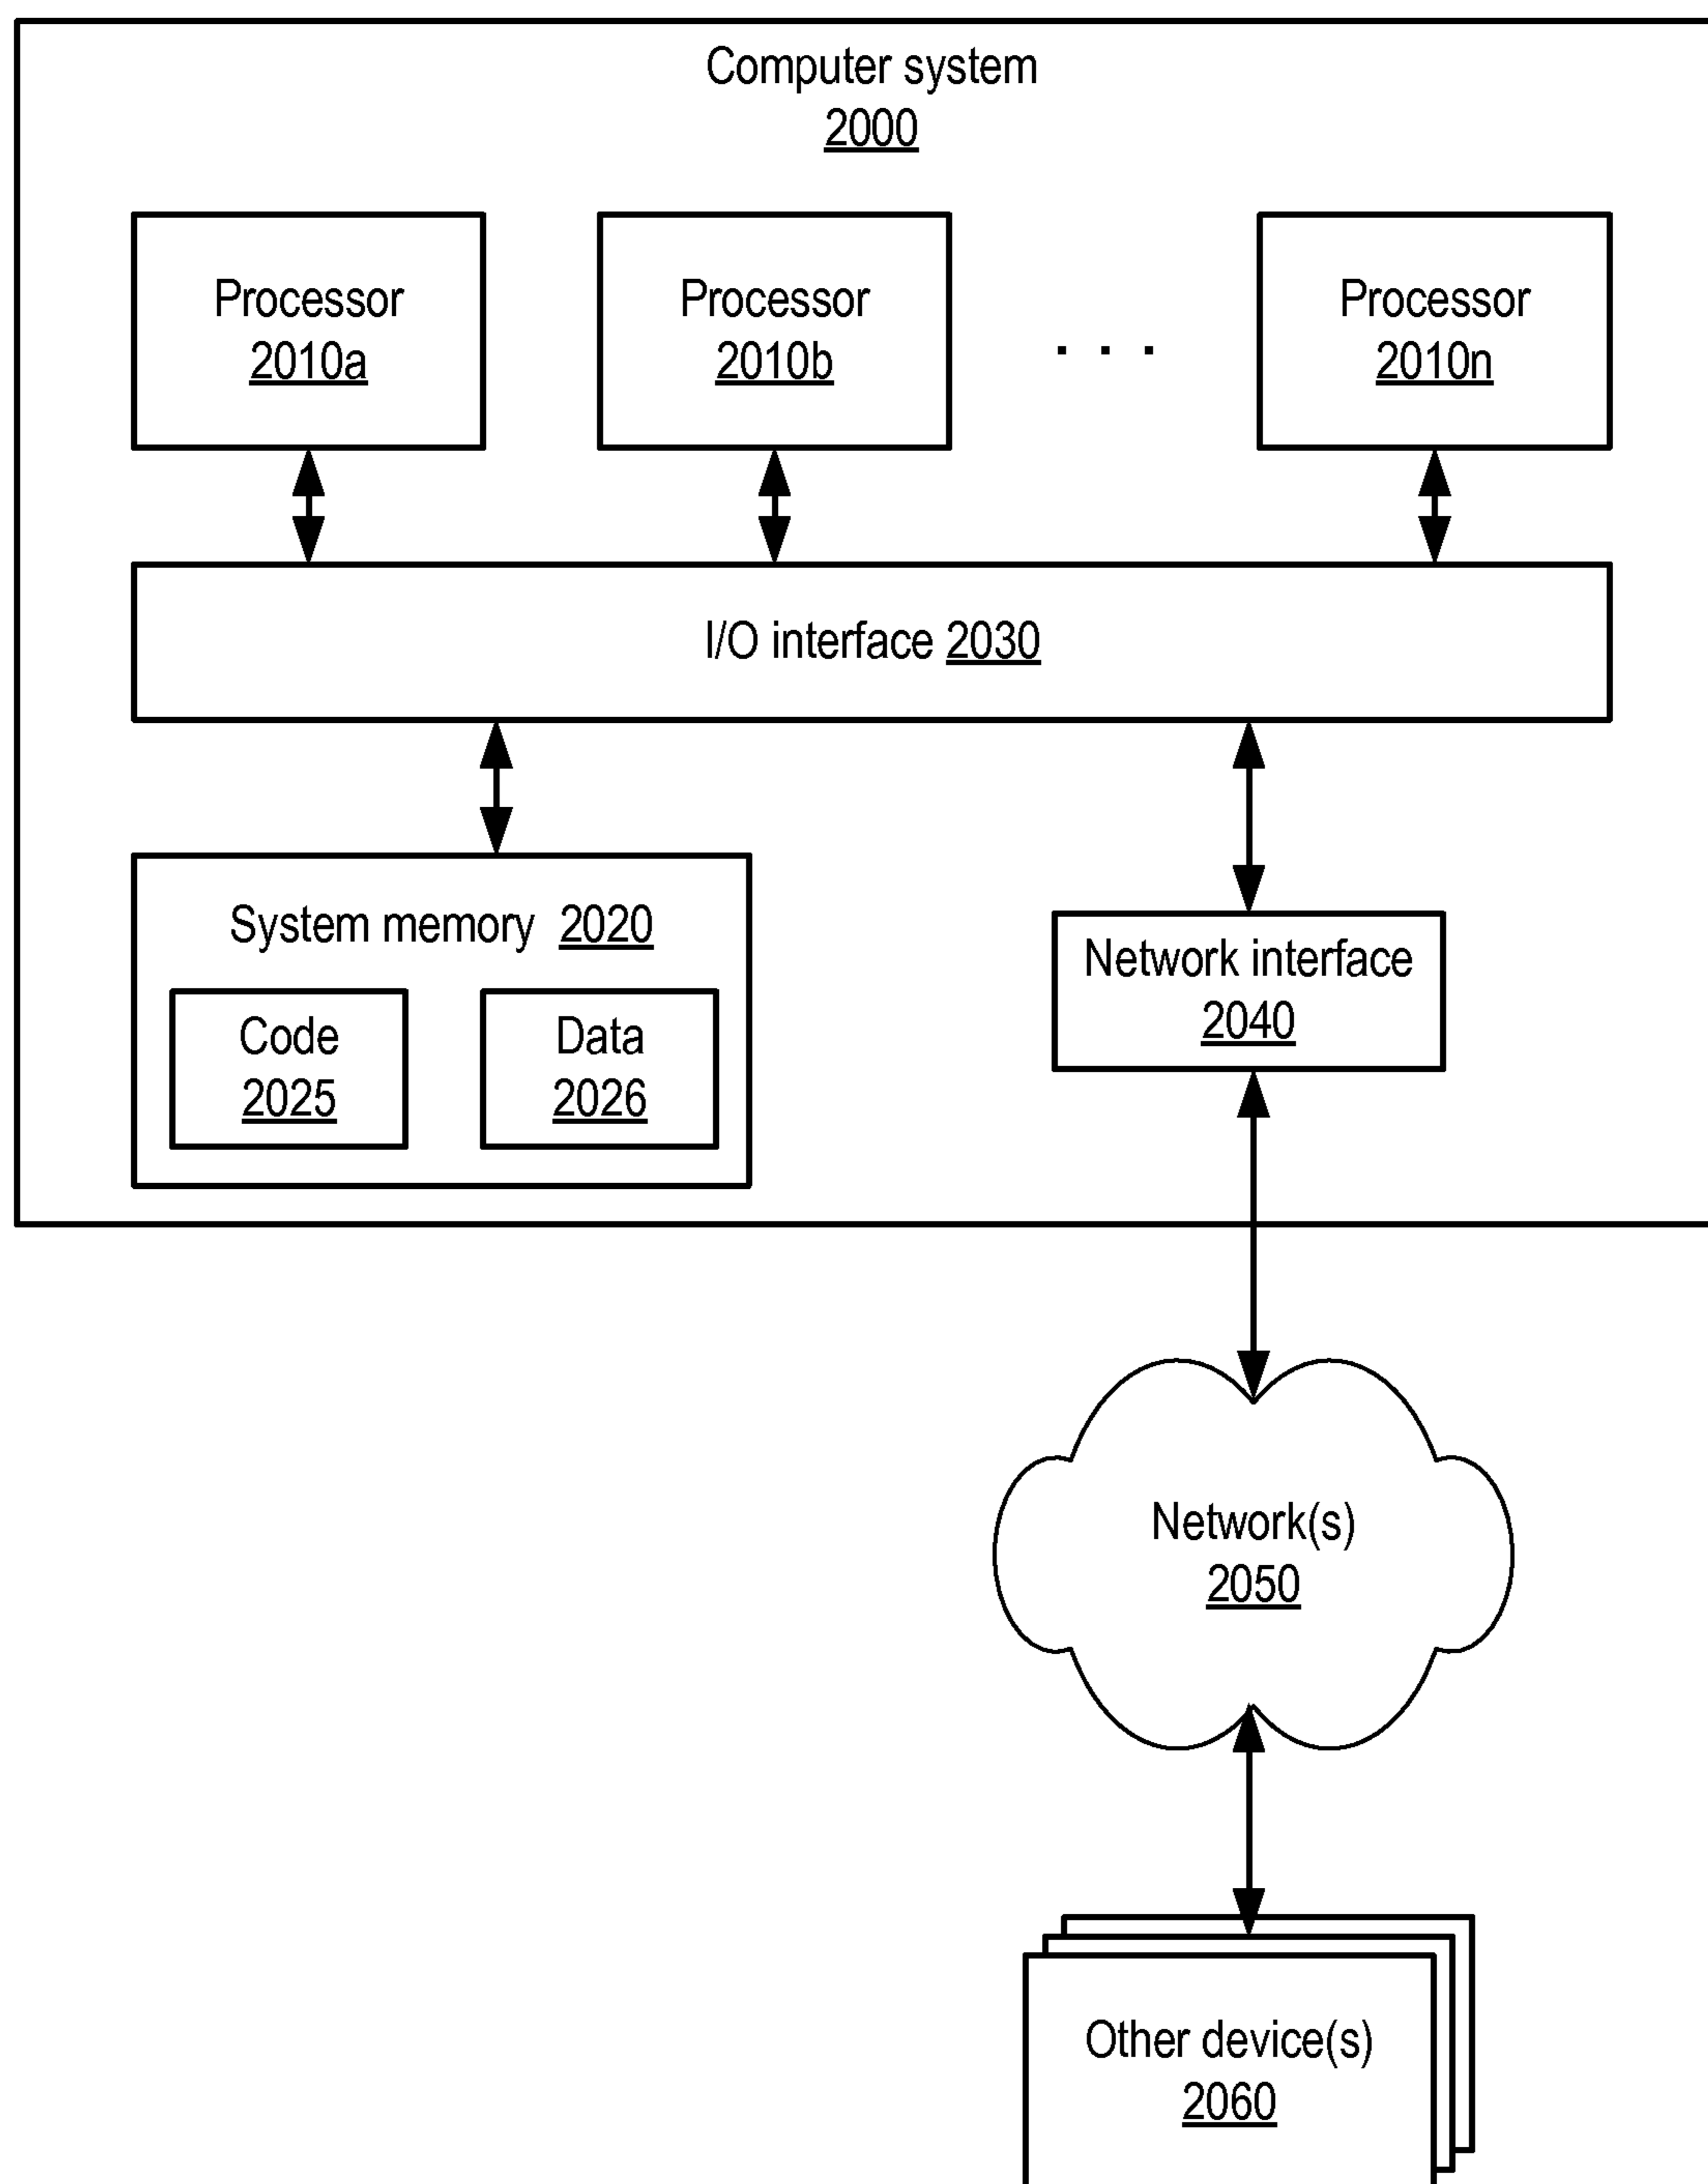 Computer system
2000
Processor
2010a
Processor
2010b
. . .
Processor
2010n
I/O interface 2030
System memory 2020
Code
2025
Data
2026
Network interface
2040
Network(s)
2050
Other device(s)
2060